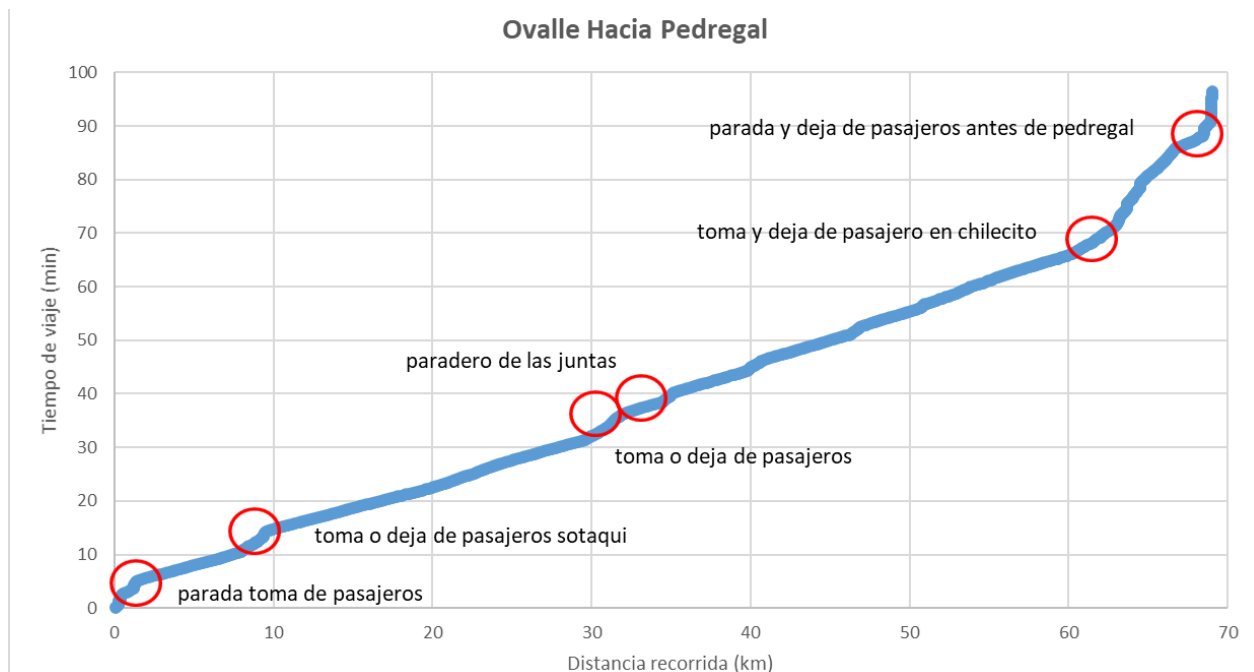 Ovalle Hacia Pedregal
Tiempo de viaje (min)
100
90
80
70
60
50
40
30
20
10
0
parada y deja de pasajeros antes de pedregal
toma y deja de pasajero en chilecito
paradero de las juntas
toma o deja de pasajeros
toma o deja de pasajeros sotaqui
parada toma de pasajeros
0 10 20 30 40 50 60 70
Distancia recorrida (km)